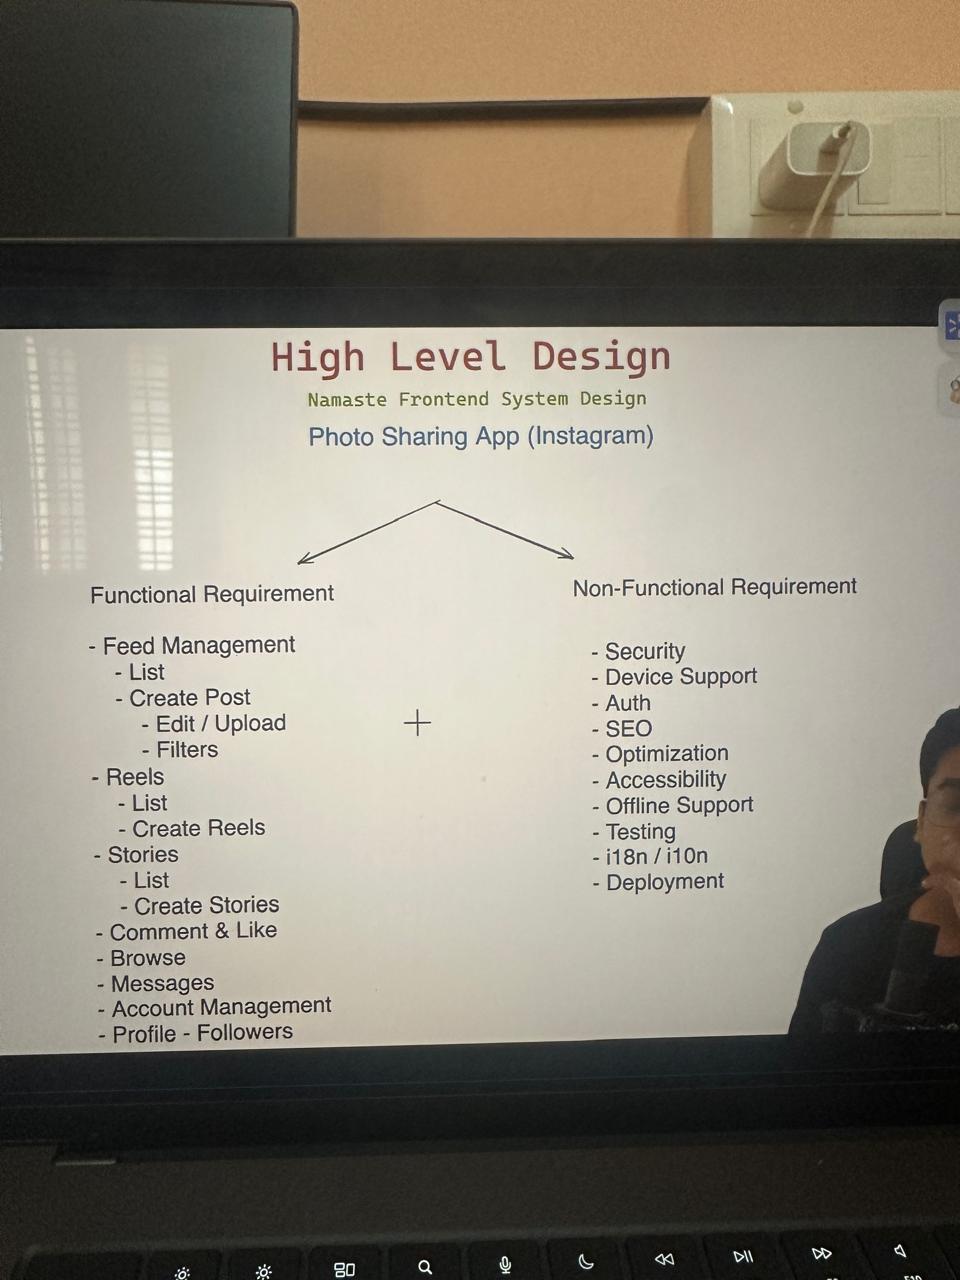 High Level Design
Namaste Frontend System Design
Photo Sharing App (Instagram)
Functional Requirement
- Feed Management
- List
- Create Post
- Edit / Upload
- Filters
- Reels
- List
- Create Reels
- Stories
- List
- Create Stories
- Comment & Like
- Browse
- Messages
- Account Management
- Profile - Followers
+
Non-Functional Requirement
- Security
- Device Support
- Auth
- SEO
- Optimization
- Accessibility
- Offline Support
- Testing
- i18n / i10n
- Deployment